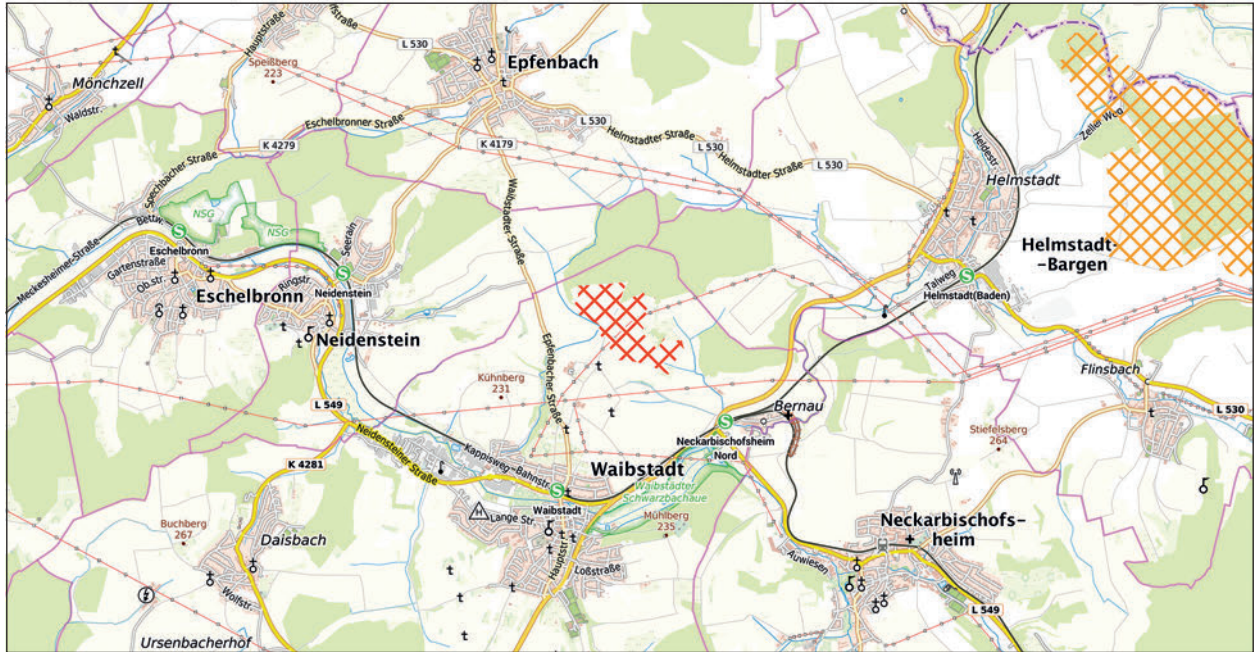 L 530
Hauptstraße
L 530
Speißberg
223
Epfenbach
Mönchzell
Waldstr.
L 530
Zeller Weg
Eschelbronner Straße
K 4279
K 4179
Helmstadter Straße
L 530
Helmstadter Straße
L 530
Heidestr.
Helmstadt
Spechbacher Straße
Waibstadter Straße
NSG
NSG
Bettw.
S
Seerain
Meckesheimer Straße
Eschelbronn
Gartenstraße
Ob.str.
Ringstr.
S
Neidenstein
Eschelbronn
Helmstadt-
-Bargen
Talweg
S
Helmstadt(Baden)
Neidenstein
Epfenbacher Straße
Kühnberg
231
Flinsbach
L 549
L 530
Bernau
S
Neckarbischofsheim
Nord
Stiefelsberg
264
K 4281
Neidensteiner Straße
Kappisweg-Bahnstr.
Waibstadt
Waibstädter
Schwarzbachaue
S
Waibstadt
H
Lange Str.
Mühlberg
235
Buchberg
267
Daisbach
Hauptstr.
Loßstraße
Auwiesen
Neckarbischofs-
heim
Wolfstr.
L 549
Ursenbacherhof